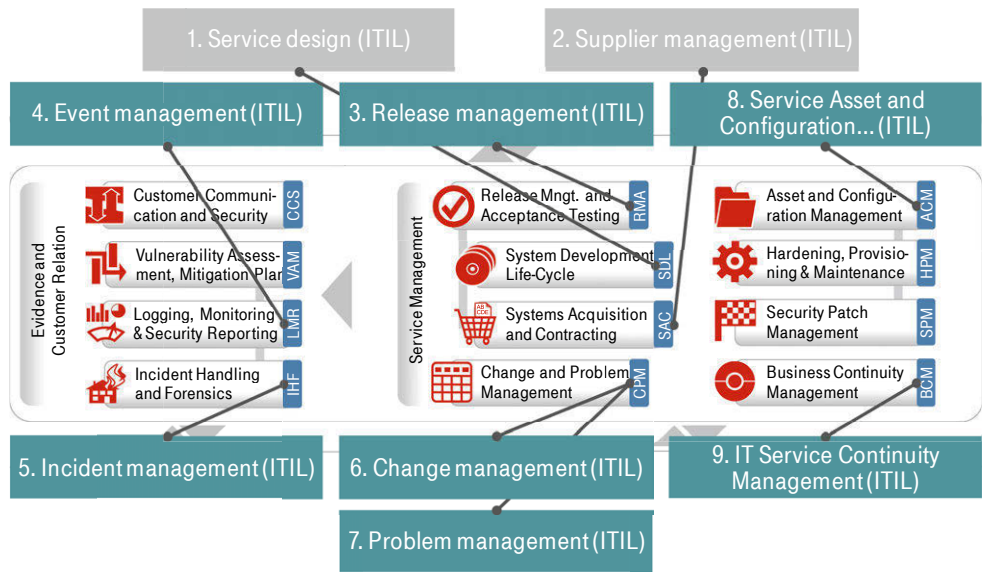 1. Service design (ITIL)
2. Supplier management (ITIL)
4. Event management (ITIL)
3. Release management (ITIL)
8. Service Asset and
Configuration... (ITIL)
Evidence and
Customer Relation
Customer Communi-
cation and Security
CCS
Vulnerability Assess-
ment, Mitigation Plan
VAM
Logging, Monitoring
& Security Reporting
LMR
Incident Handling
and Forensics
IHF
Service Management
Release Mngt. and
Acceptance Testing
RMA
System Development
Life-Cycle
SDL
AB
CDE
Systems Acquisition
and Contracting
SAC
Change and Problem
Management
CPM
Asset and Configu-
ration Management
ACM
Hardening, Provisio-
ning & Maintenance
HPM
Security Patch
Management
SPM
Business Continuity
Management
BCM
5. Incident management (ITIL)
6. Change management (ITIL)
9. IT Service Continuity
Management (ITIL)
7. Problem management (ITIL)